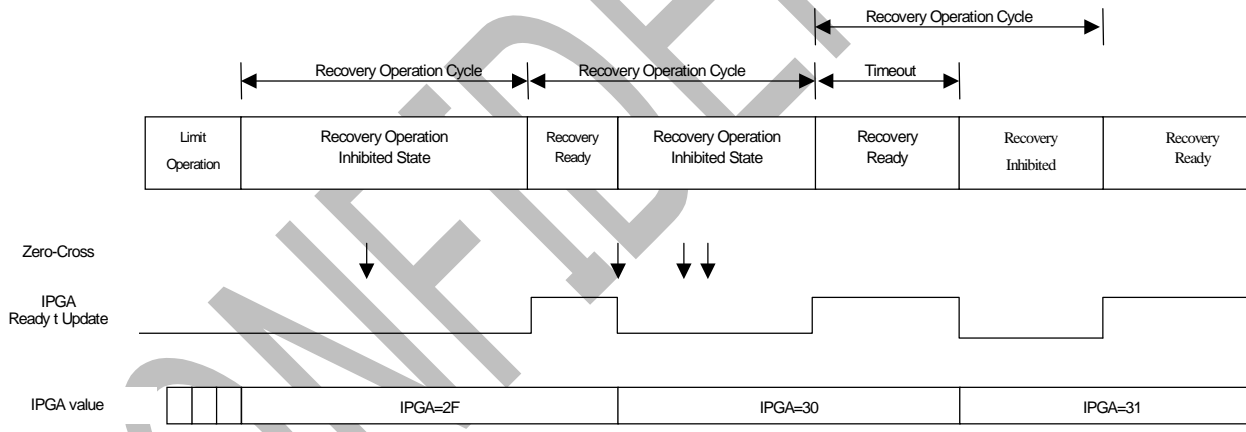 Recovery Operation Cycle
Recovery Operation Cycle
Recovery Operation Cycle
Timeout
Limit
Operation
Recovery Operation
Inhibited State
Recovery
Ready
Recovery Operation
Inhibited State
Recovery
Ready
Recovery
Inhibited
Recovery
Ready
Zero-Cross
IPGA
Ready t Update
IPGA value
IPGA=2F
IPGA=30
IPGA=31